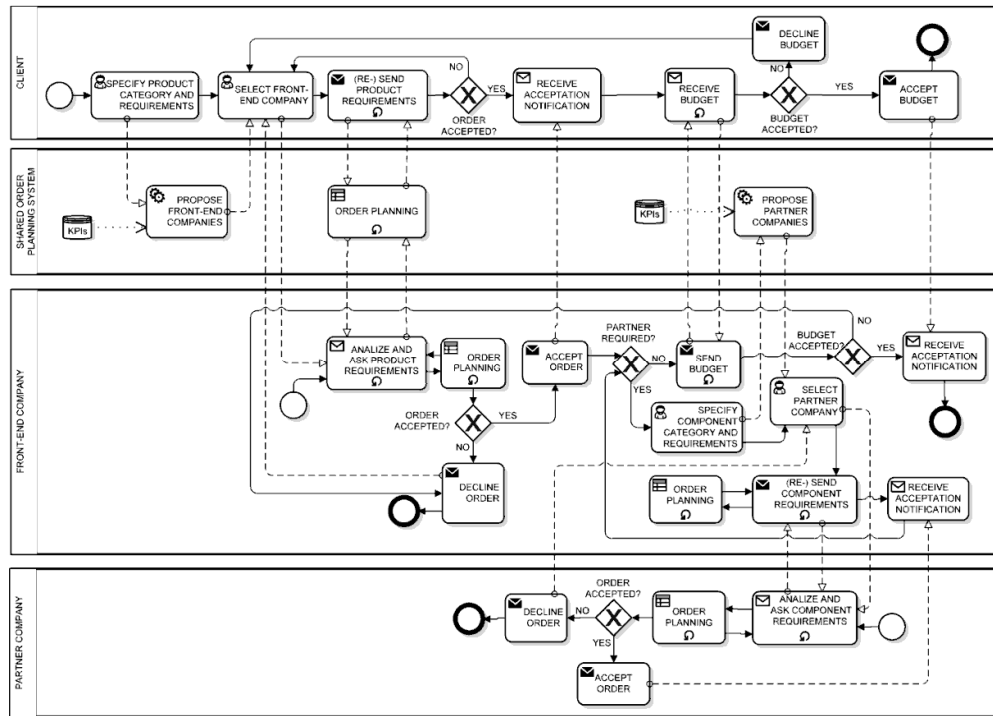 CLIENT
SPECIFY PRODUCT
CATEGORY AND
REQUIREMENTS
SELECT FRONT-
END COMPANY
(RE-) SEND
PRODUCT
REQUIREMENTS
NO
YES
ORDER
ACCEPTED?
RECEIVE
ACCEPTATION
NOTIFICATION
RECEIVE
BUDGET
DECLINE
BUDGET
NO
YES
BUDGET
ACCEPTED?
ACCEPT
BUDGET
SHARED ORDER
PLANNING SYSTEM
KPIs
PROPOSE
FRONT-END
COMPANIES
ORDER PLANNING
KPIs
PROPOSE
PARTNER
COMPANIES
FRONT-END COMPANY
ANALIZE AND
ASK PRODUCT
REQUIREMENTS
ORDER
PLANNING
ORDER
ACCEPTED?
YES
NO
DECLINE
ORDER
ACCEPT
ORDER
PARTNER
REQUIRED?
NO
YES
SEND
BUDGET
BUDGET
ACCEPTED?
NO
YES
RECEIVE
ACCEPTATION
NOTIFICATION
SPECIFY
COMPONENT
CATEGORY AND
REQUIREMENTS
SELECT
PARTNER
COMPANY
ORDER
PLANNING
(RE-) SEND
COMPONENT
REQUIREMENTS
RECEIVE
ACCEPTATION
NOTIFICATION
PARTNER COMPANY
DECLINE
ORDER
NO
ORDER
ACCEPTED?
YES
ORDER
PLANNING
ANALIZE AND
ASK COMPONENT
REQUIREMENTS
ACCEPT
ORDER